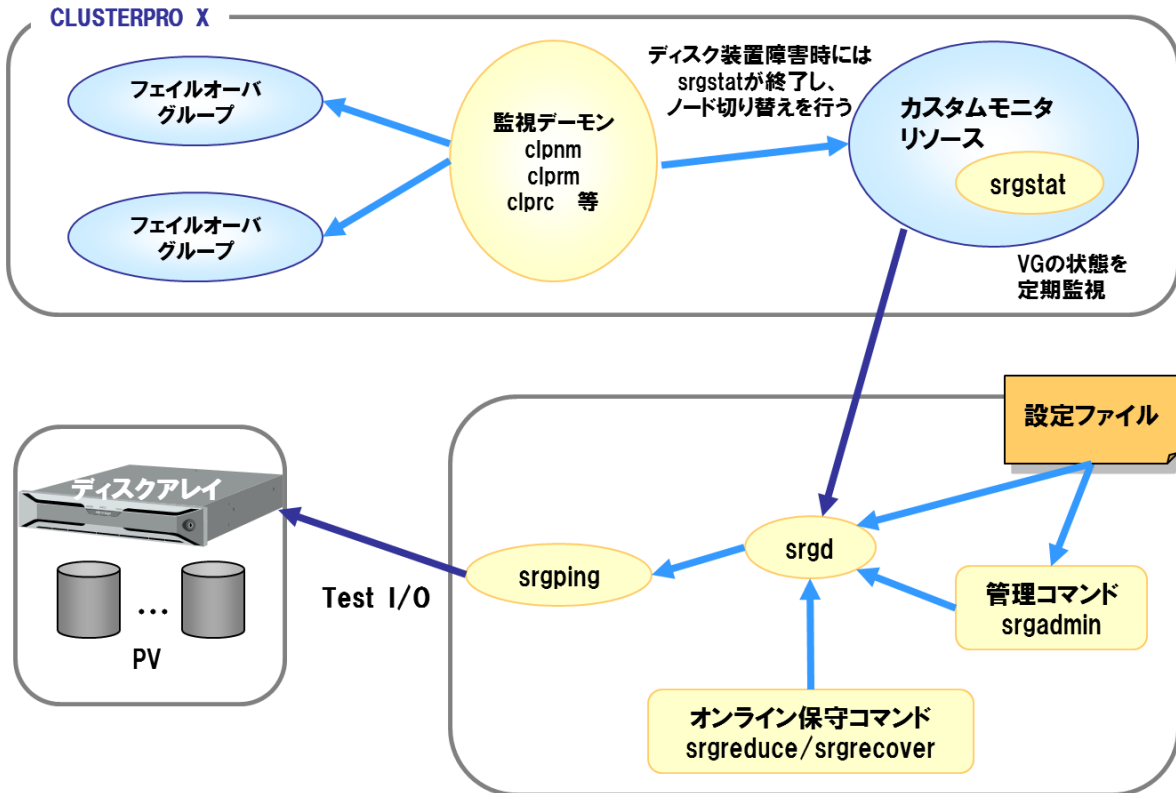 CLUSTERPRO X
フェイルオーバ
グループ
監視デーモン
clpnm
clprm
clprc 等
ディスク装置障害時には
srgstatが終了し、
ノード切り替えを行う
カスタムモニタ
リソース
srgstat
フェイルオーバ
グループ
VGの状態を
定期監視
設定ファイル
ディスクアレイ
srgd
srgping
Test I/O
管理コマンド
srgadmin
...
PV
オンライン保守コマンド
srgreduce/srgrecover